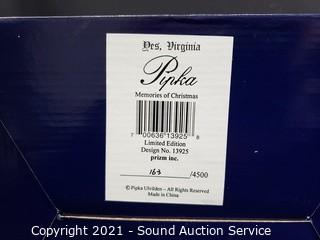 Yes, Virginia
Pipka
Memories of Christmas
7 00636 13925 8
Limited Edition
Design No. 13925
prizm inc.
163 /4500
© Pipka Ulvilden – All Rights Reserved
Made in China
Copyright 2021 - Sound Auction Service